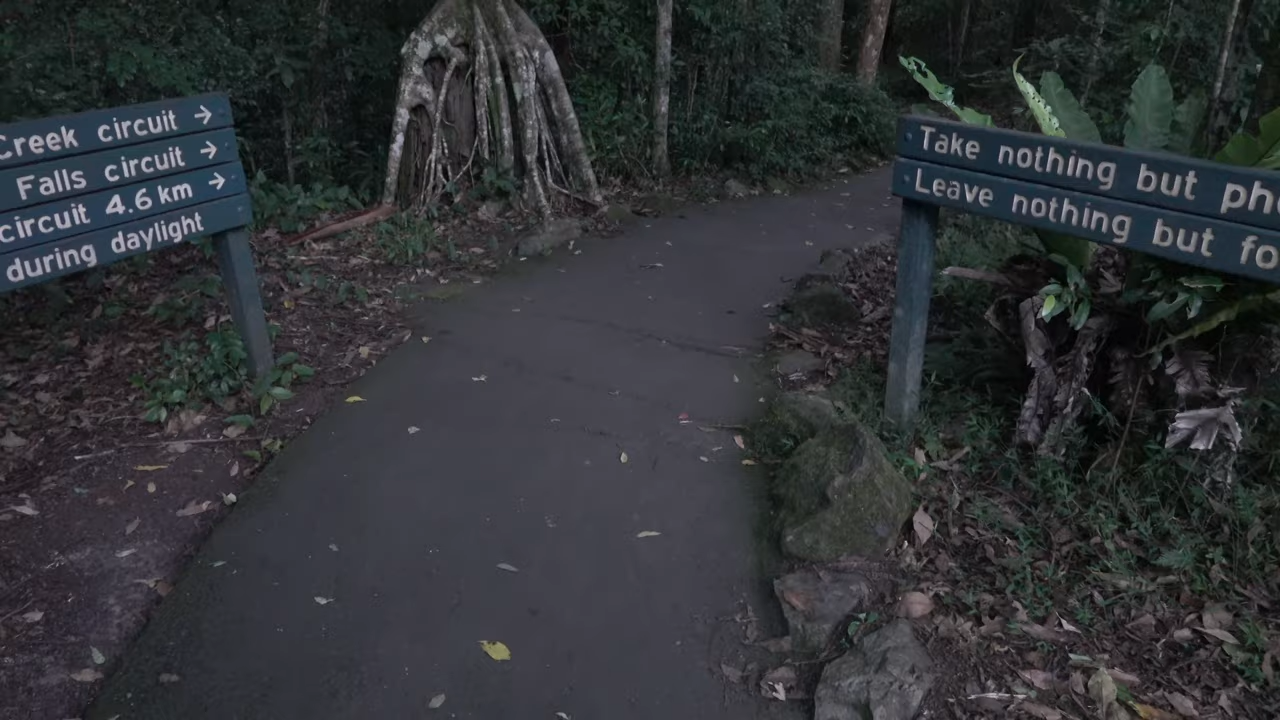 Creek circuit →
Falls circuit →
circuit 4.6 km →
during daylight
Take nothing but
Leave nothing but